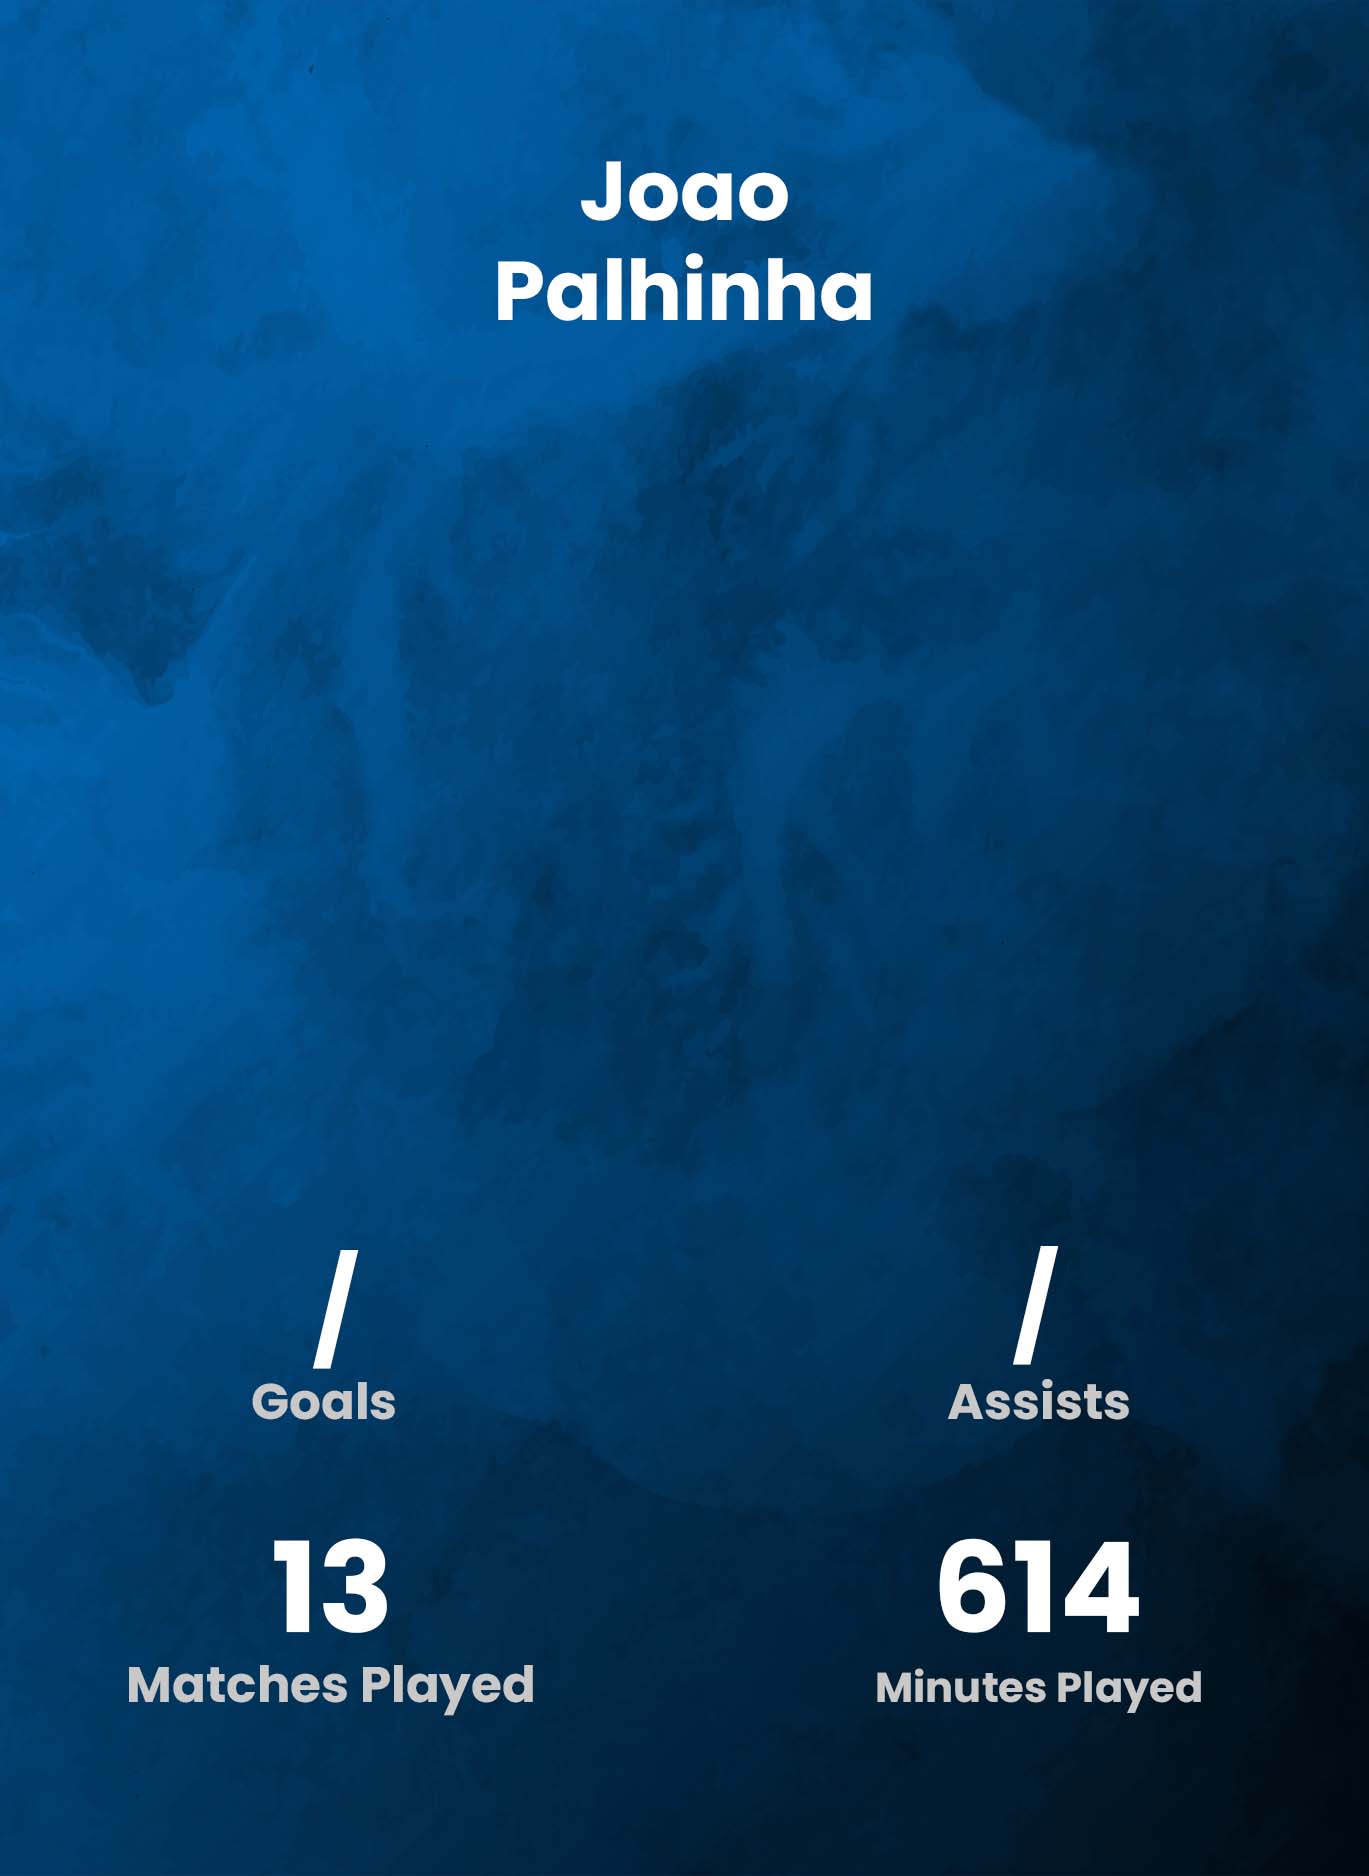 Joao
Palhinha
/
/
Goals
Assists
13
614
Matches Played
Minutes Played